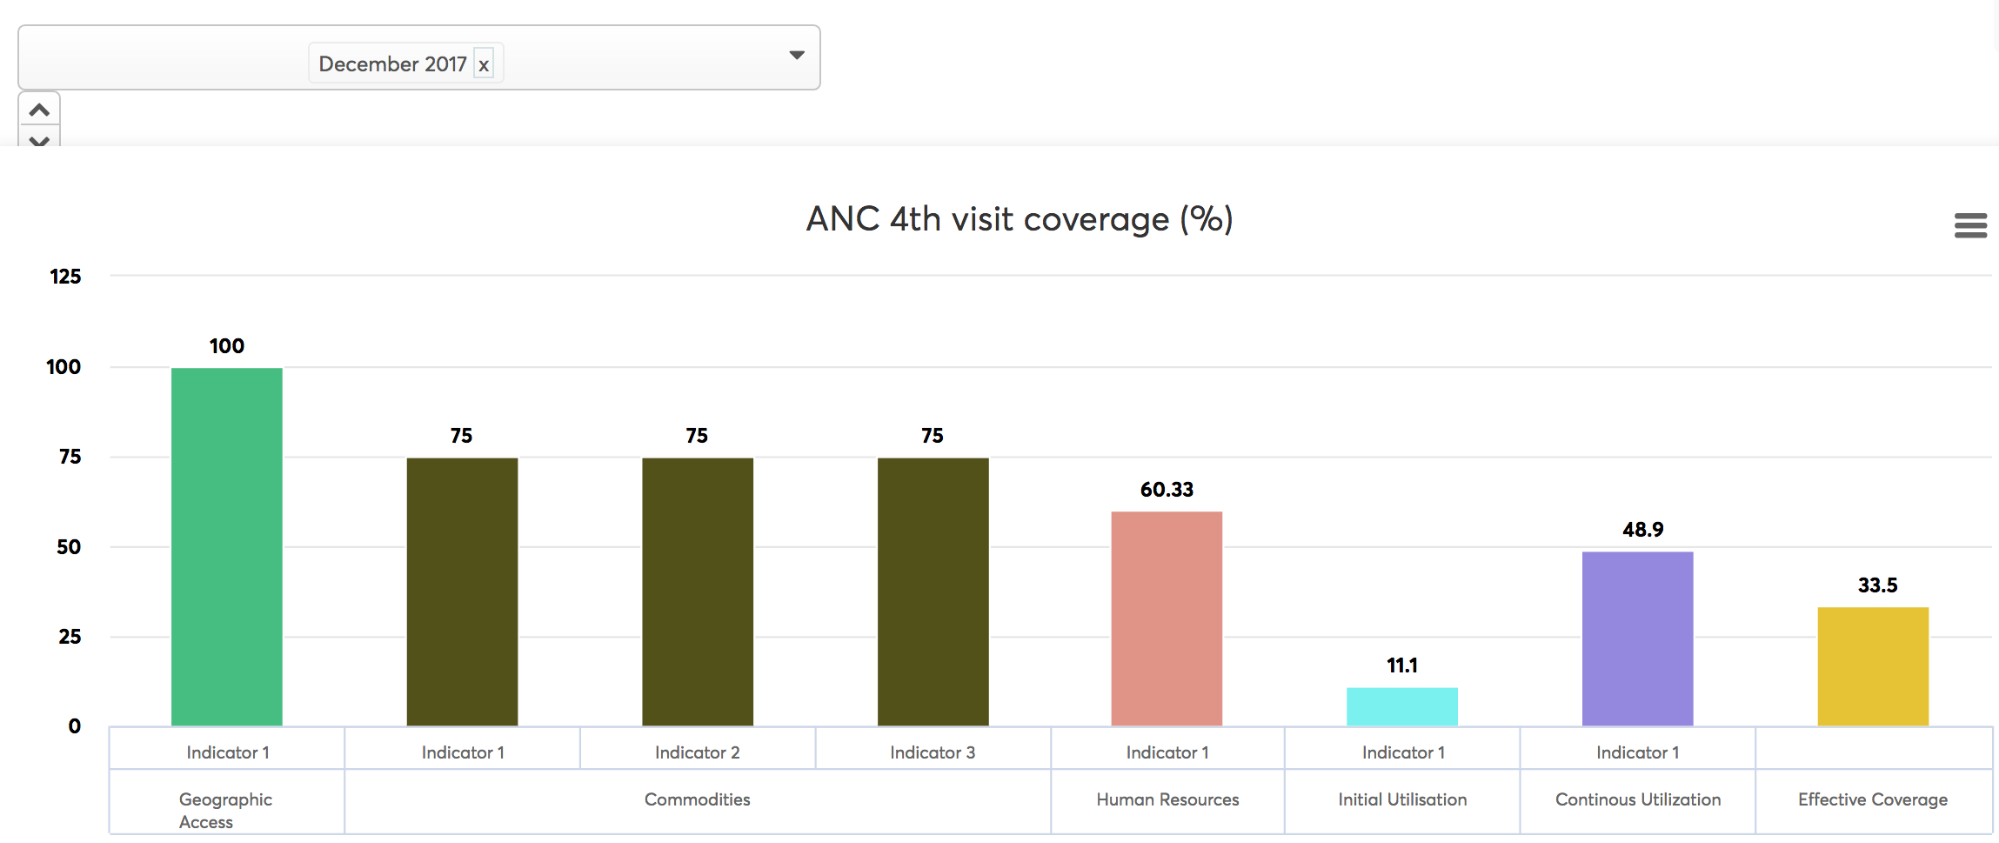 December 2017 x
ANC 4th visit coverage (%)
125
100
75
50
25
0
100
75
75
75
60.33
11.1
48.9
33.5
Indicator 1
Indicator 1
Indicator 2
Indicator 3
Indicator 1
Indicator 1
Indicator 1
Geographic
Access
Commodities
Human Resources
Initial Utilisation
Continous Utilization
Effective Coverage